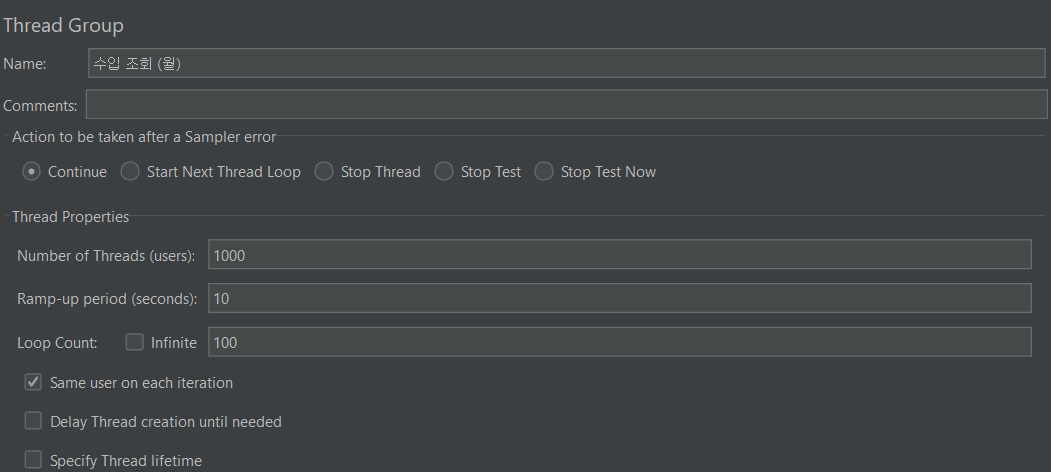 Thread Group
Name: 수입 조회 (월)
Comments:
Action to be taken after a Sampler error
Continue Start Next Thread Loop Stop Thread Stop Test Stop Test Now
Thread Properties
Number of Threads (users): 1000
Ramp-up period (seconds): 10
Loop Count: Infinite 100
Same user on each iteration
Delay Thread creation until needed
Specify Thread lifetime